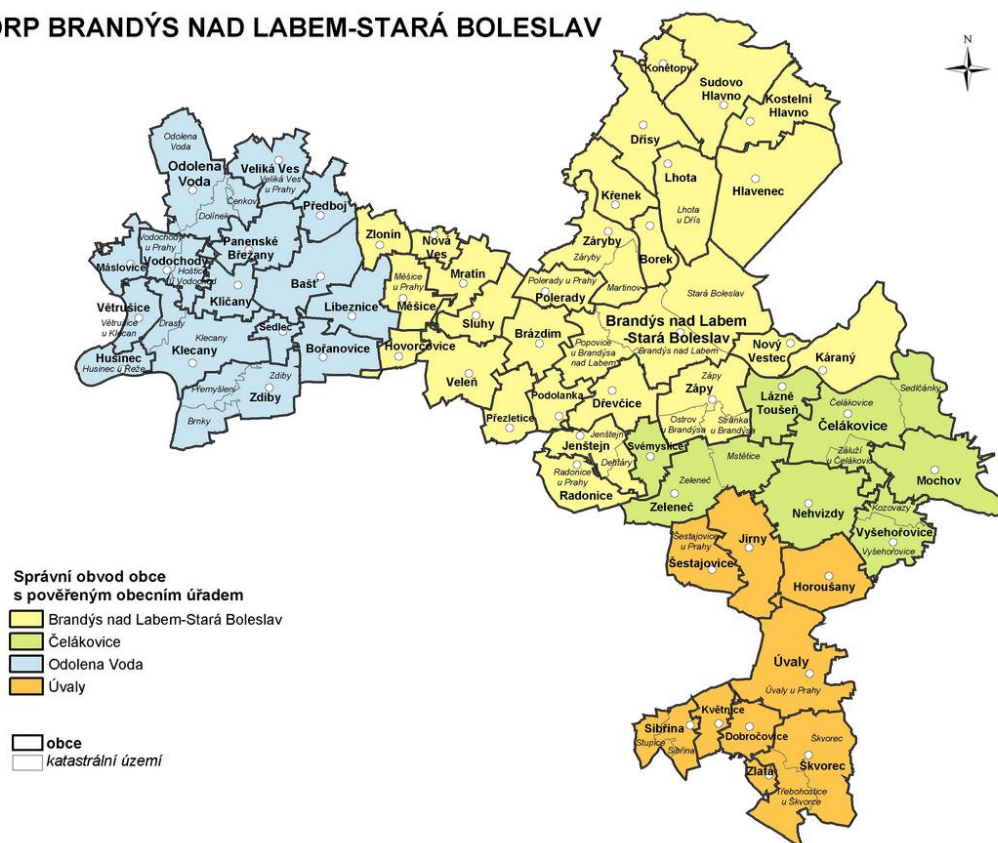 ORP BRANDÝS NAD LABEM-STARÁ BOLESLAV
N
Konětopy
Sudovo
Hlavno
Kostelní
Hlavno
Dřísy
Lhota
Lhota
u Dřís
Hlavenec
Křenek
Záryby
Záryby
Borek
Martinov
Odolena
Voda
Odolena
Voda
Veliká Ves
Veliká Ves
u Prahy
Čenkov
Dolínek
Předboj
Panenské
Břežany
Vodochody
u Prahy
Vodochody
Hoštice
u Vodochod
Máslovice
Klíčany
Bašť
Zlonín
Nová
Ves
Mratín
Měšice
u Prahy
Měšice
Polerady u Prahy
Polerady
Stará Boleslav
Brandýs nad Labem
Stará Boleslav
Brandýs nad Labem
Popovice
u Brandýsa
nad Labem
Větrušice
Větrušice
u Klecan
Drasty
Klecany
Klecany
Sedlec
Líbeznice
Bořanovice
Husinec
Husinec u Řeže
Přemyšlení
Zdiby
Zdiby
Brnky
Hovorčovice
Sluhy
Brázdim
Veleň
Přezletice
Podolanka
Dřevčice
Zápy
Zápy
Ostrov
u Brandýsa
Stránka
u Brandýsa
Nový
Vestec
Káraný
Lázně
Toušeň
Sedlčánky
Čelákovice
Čelákovice
Záluží
u Čelákovic
Mochov
Jenštejn
Jenštejn
Dehtáry
Radonice
u Prahy
Radonice
Svémyslice
Mstětice
Zeleneč
Zeleneč
Nehvizdy
Kozovazy
Vyšehořovice
Vyšehořovice
Šestajovice
u Prahy
Šestajovice
Jirny
Horoušany
Úvaly
Úvaly u Prahy
Květnice
Sibřina
Stupice
Sibřina
Dobročovice
Škvorec
Škvorec
Zlatá
Třebohostice
u Škvorce
Správní obvod obce
s pověřeným obecním úřadem
Brandýs nad Labem-Stará Boleslav
Čelákovice
Odolena Voda
Úvaly
obce
katastrální území